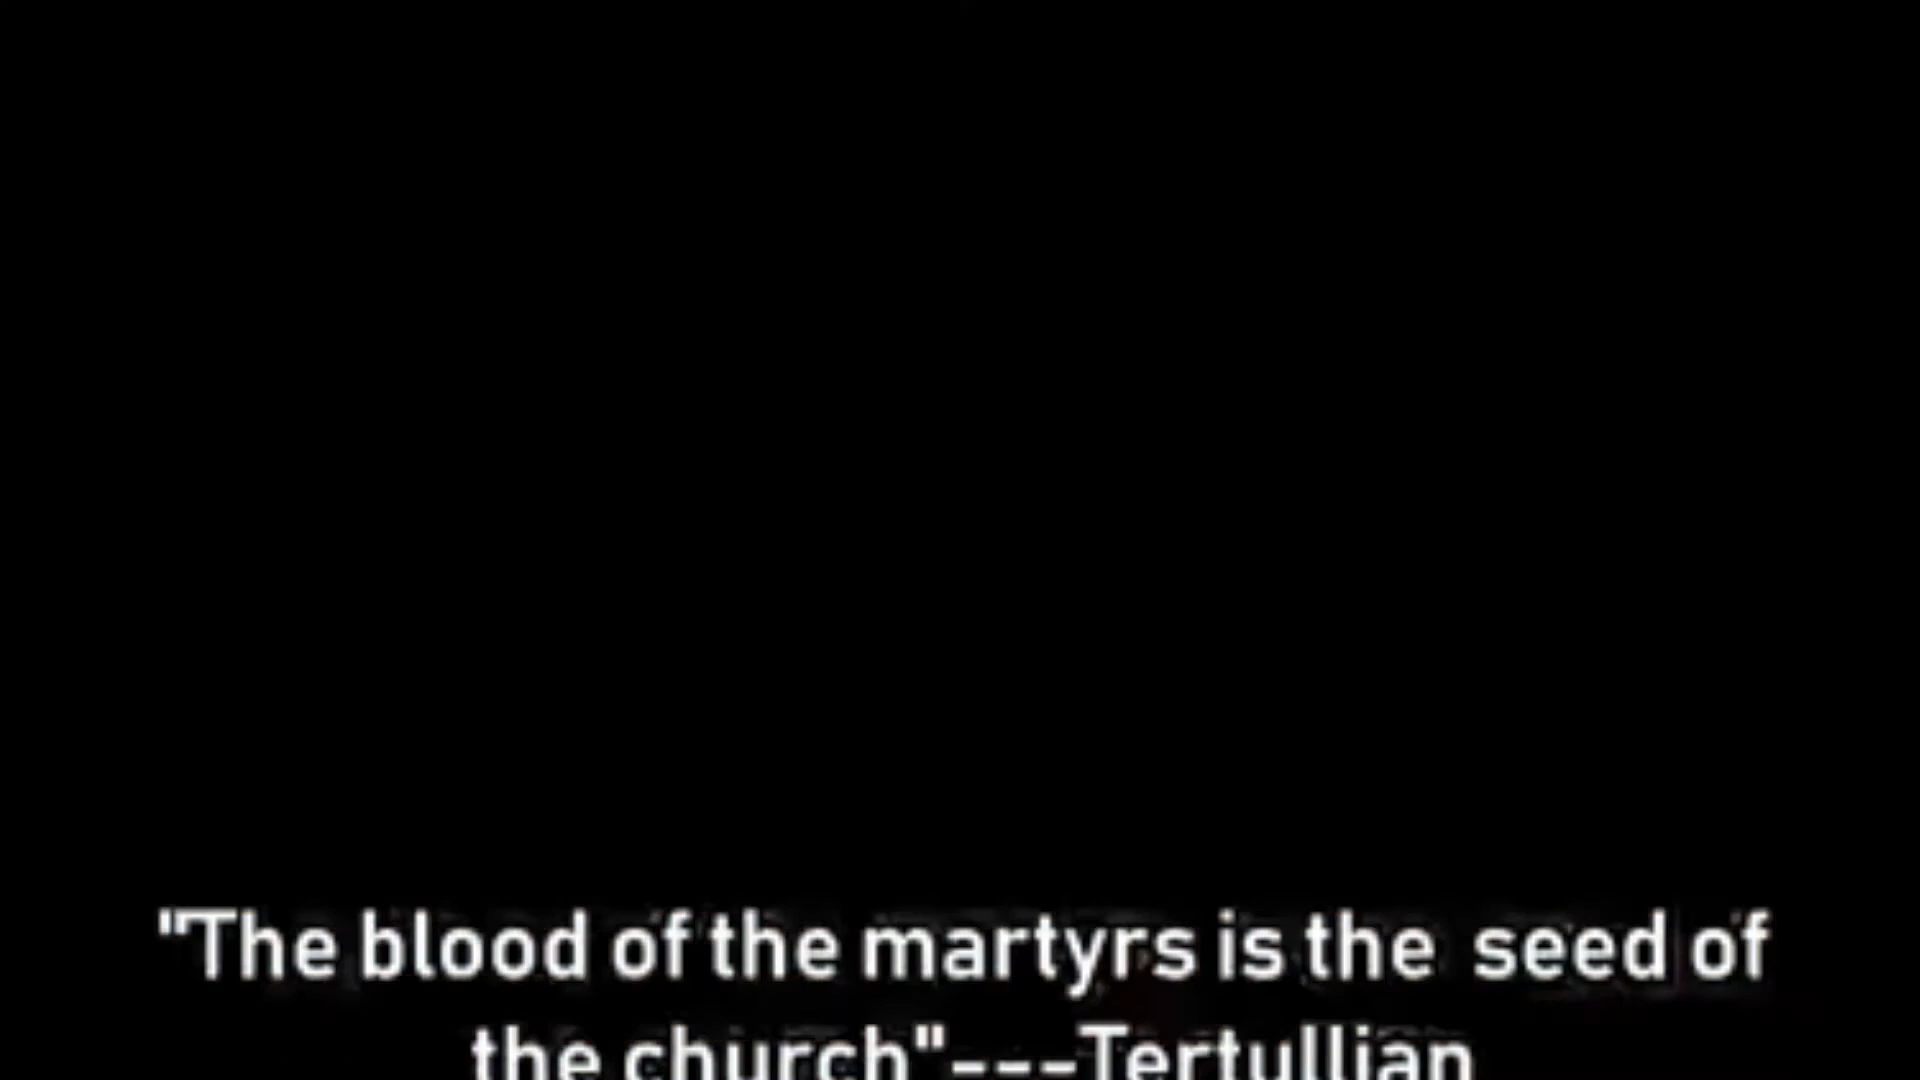 "The blood of the martyrs is the seed of
the church"---Tertullian